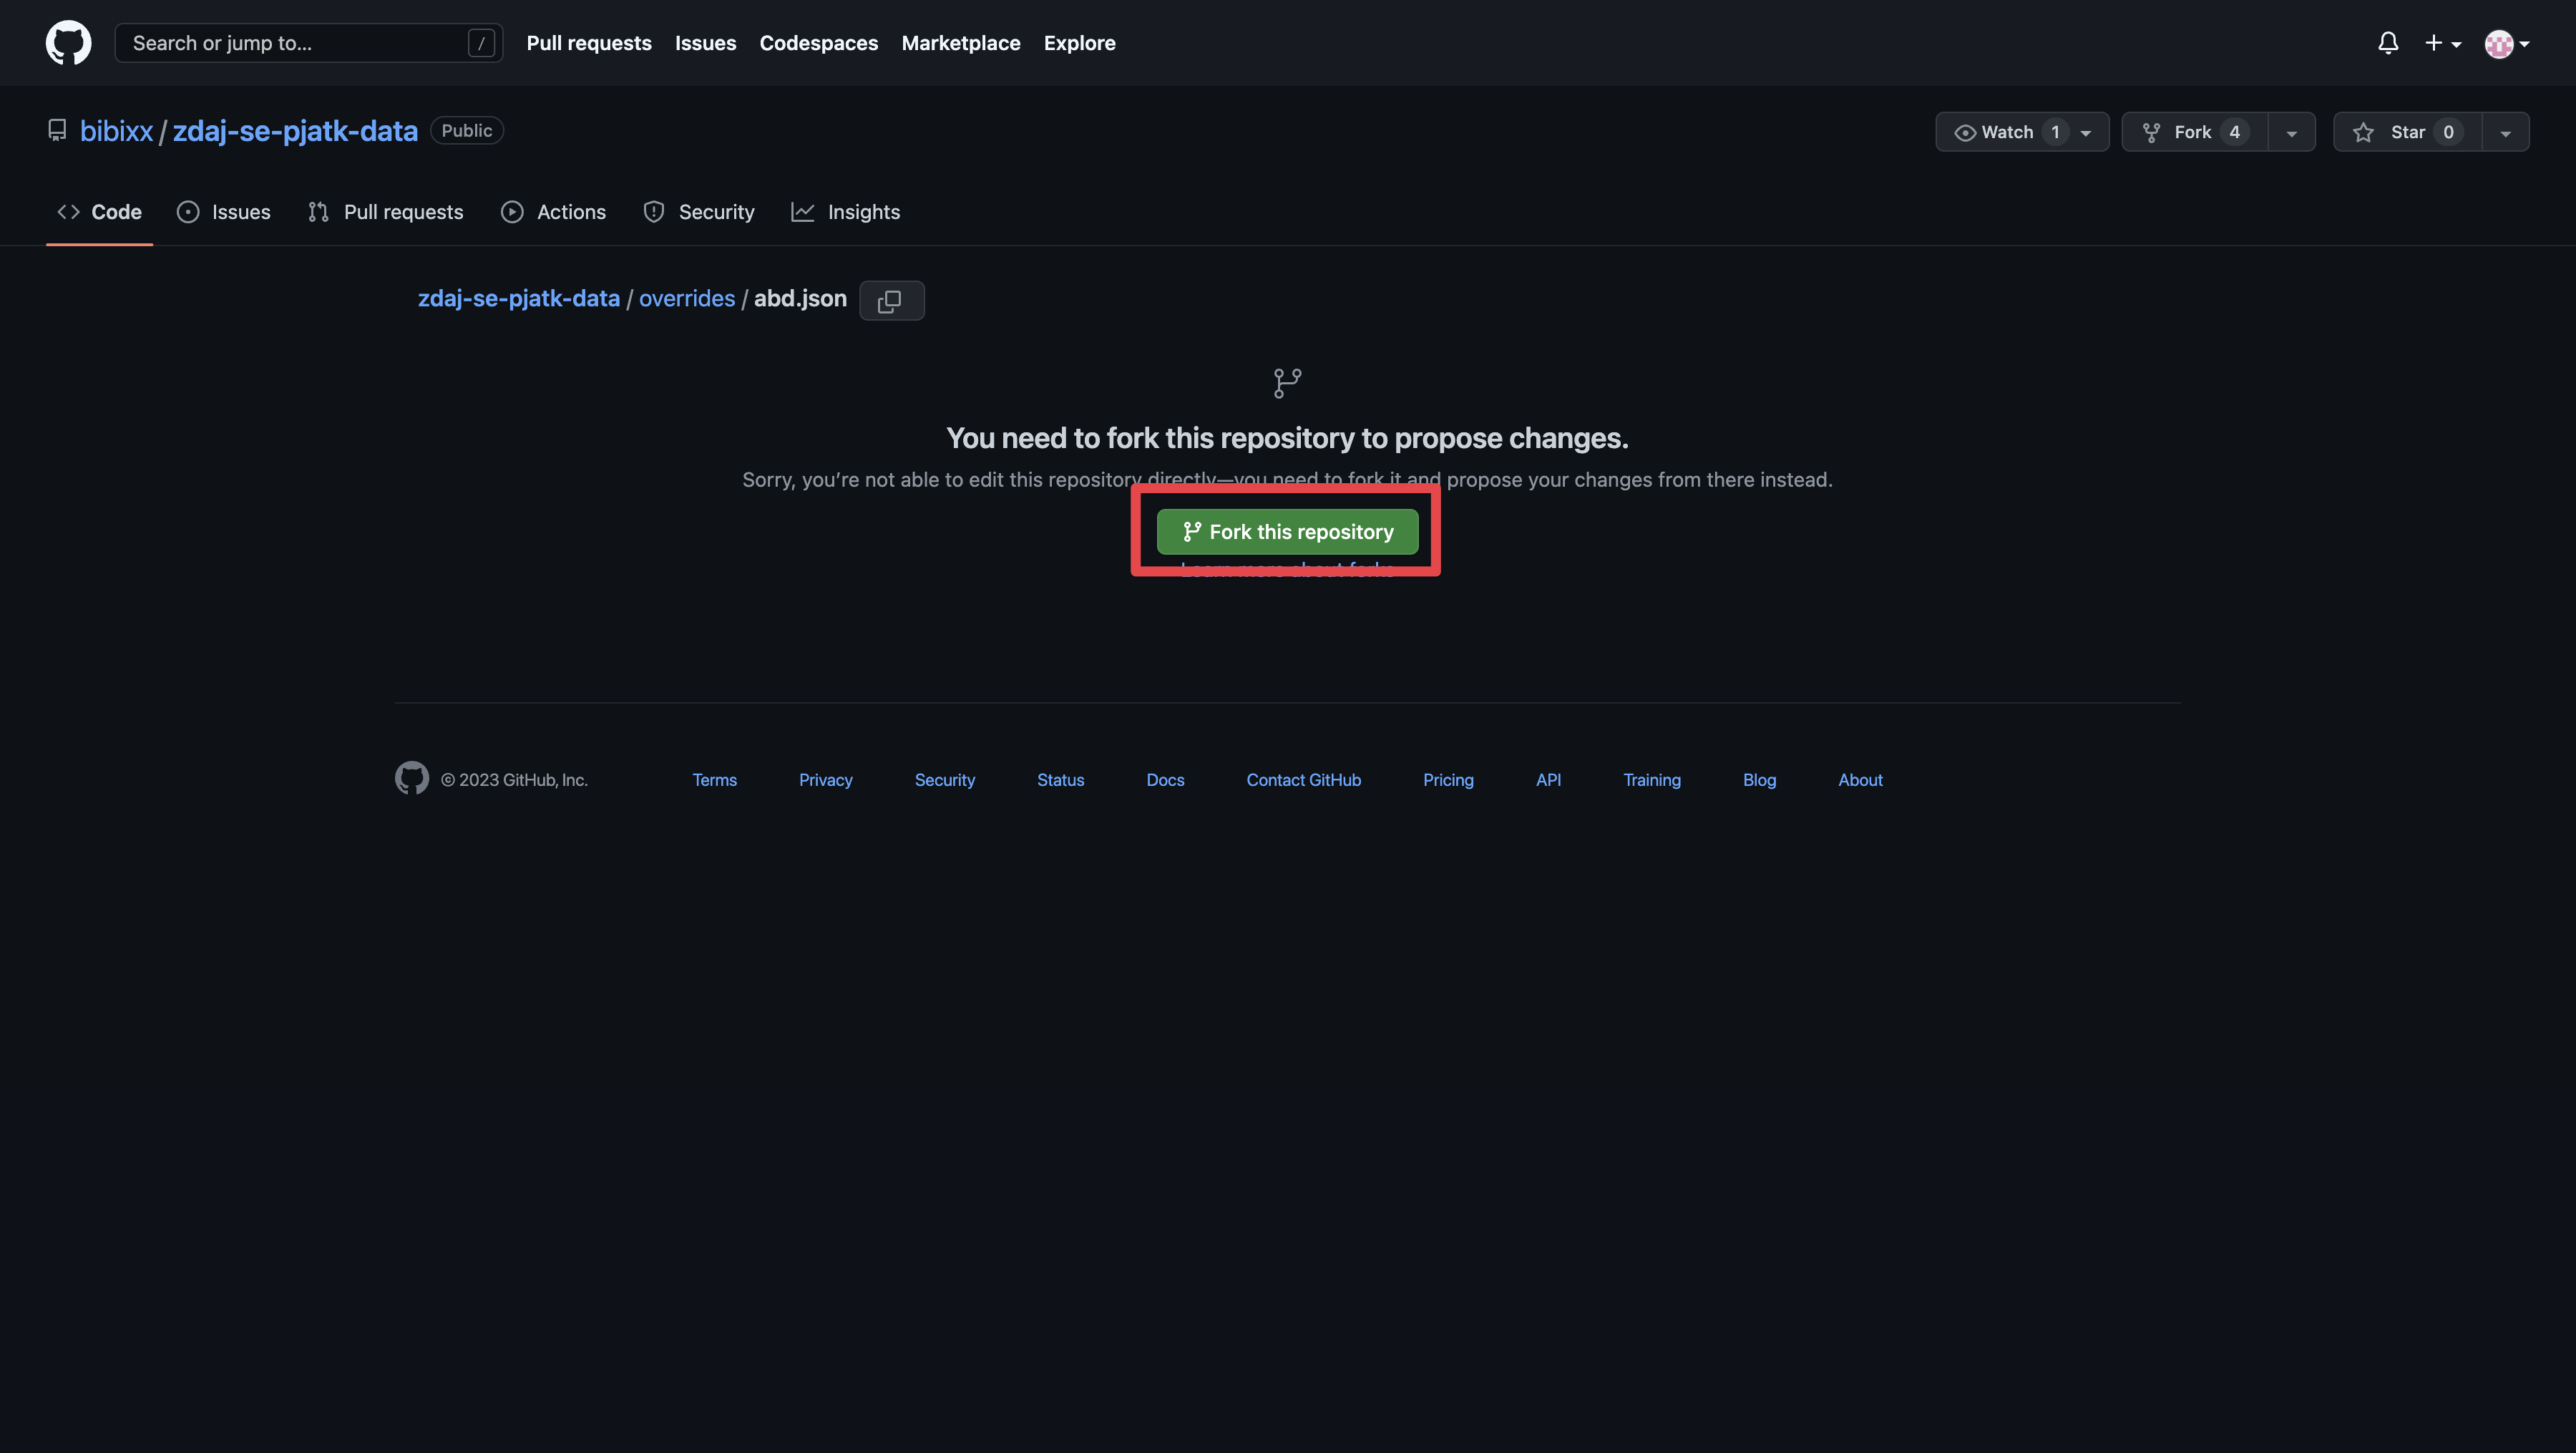 Search or jump to... / Pull requests Issues Codespaces Marketplace Explore
bibixx / zdaj-se-pjatk-data Public Watch 1 Fork 4 Star 0
Code Issues Pull requests Actions Security Insights
zdaj-se-pjatk-data / overrides / abd.json
You need to fork this repository to propose changes.
Sorry, you’re not able to edit this repository directly—you need to fork it and propose your changes from there instead.
Fork this repository
Learn more about forks
© 2023 GitHub, Inc. Terms Privacy Security Status Docs Contact GitHub Pricing API Training Blog About